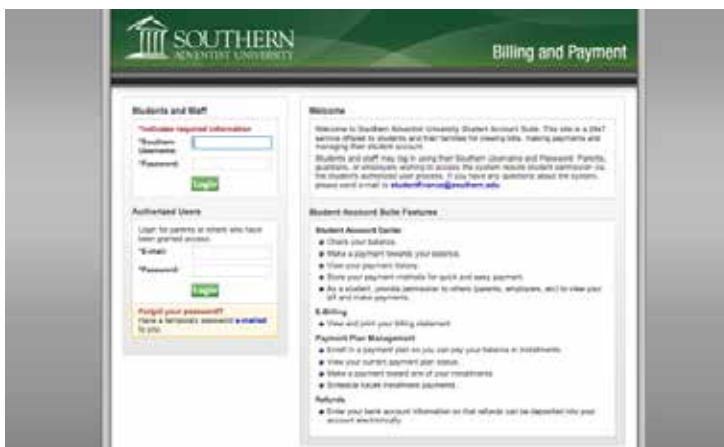 SOUTHERN
ADVENTIST UNIVERSITY
Billing and Payment
Students and Staff
*Indicates required information
*Southern
Username:
*Password:
Login
Authorized Users
Login for parents or others who have
been granted access.
*E-mail:
*Password:
Login
Forgot your password?
Have a temporary password e-mailed
to you.
Welcome
Welcome to Southern Adventist University Student Account Suite. This site is a 24x7
service offered to students and their families for viewing bills, making payments and
managing their student account.
Students and staff may log in using their Southern Username and Password. Parents,
guardians, or employers wishing to access the system require student permission via
the student's authorized user process. If you have any questions about the system,
please send e-mail to studentfinance@southern.edu
Student Account Suite Features
Student Account Center
Check your balance.
Make a payment towards your balance.
View your payment history.
Store your payment methods for quick and easy payment.
As a student, provide permission to others (parents, employers, etc) to view your
bill and make payments.
E-Billing
View and print your billing statement
Payment Plan Management
Enroll in a payment plan so you can pay your balance in installments.
View your current payment plan status.
Make a payment toward one of your installments
Schedule future installment payments.
Refunds
Enter your bank account information so that refunds can be deposited into your
account electronically.